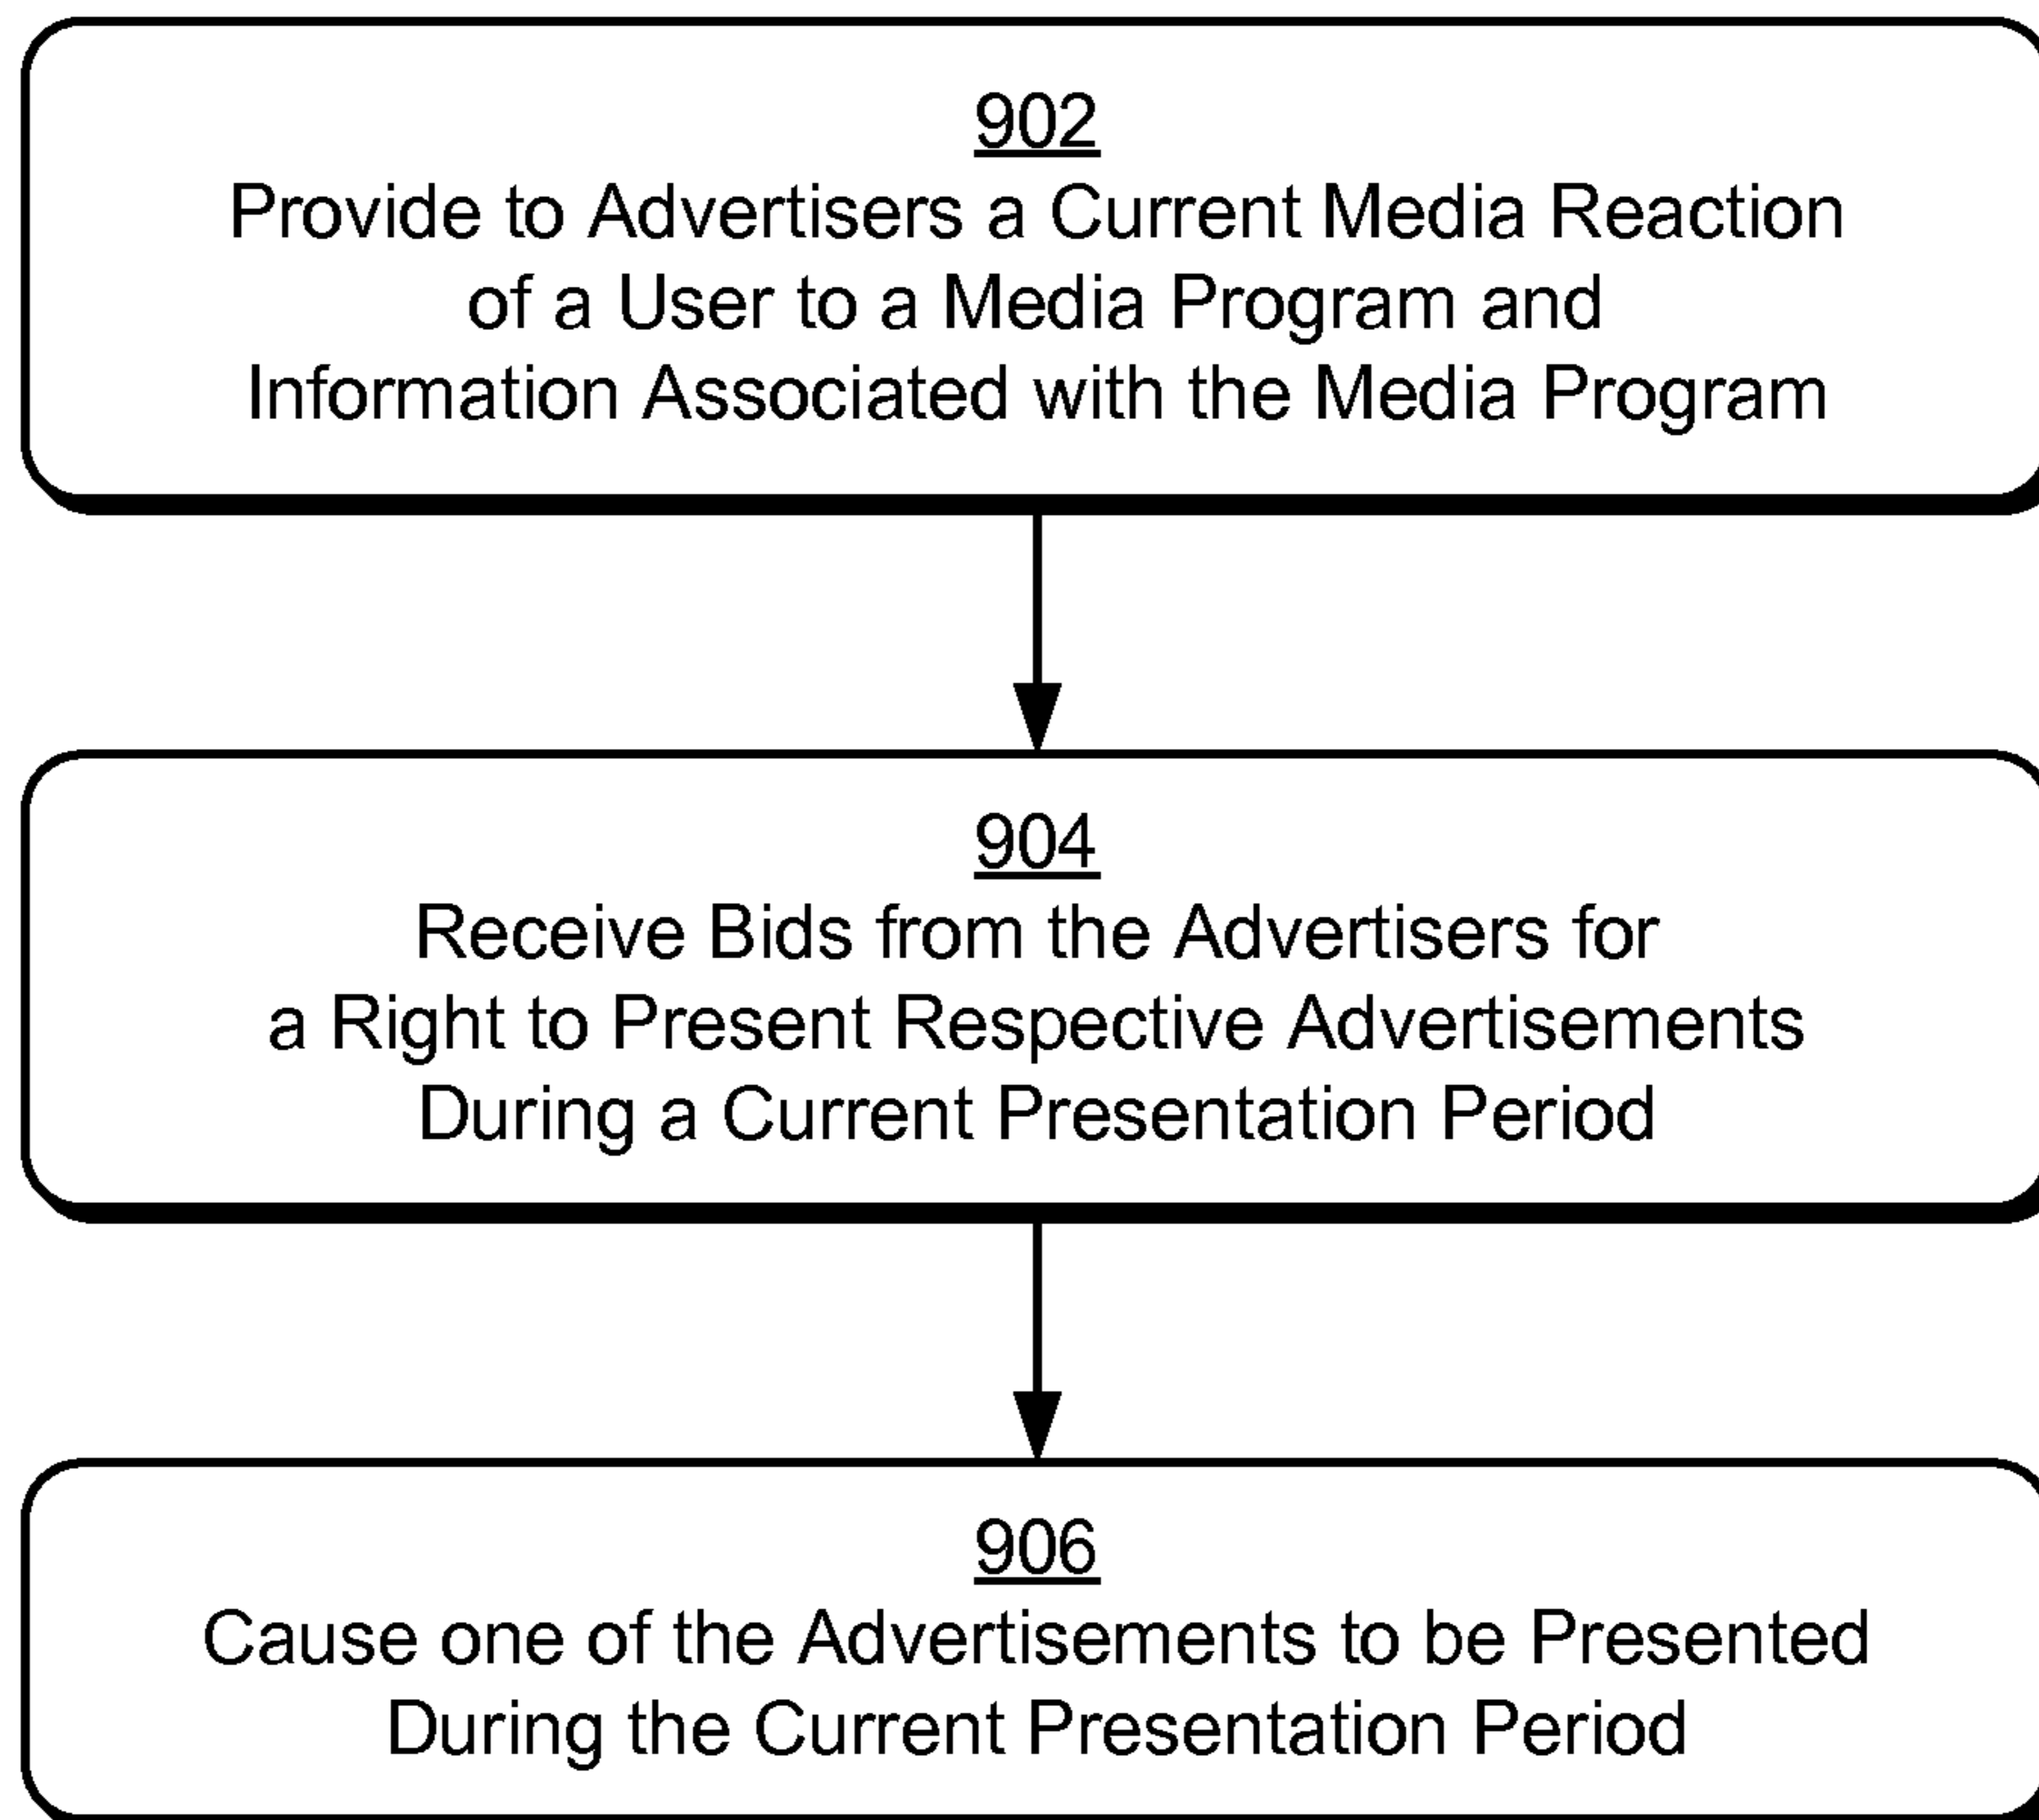 902
Provide to Advertisers a Current Media Reaction
of a User to a Media Program and
Information Associated with the Media Program
904
Receive Bids from the Advertisers for
a Right to Present Respective Advertisements
During a Current Presentation Period
906
Cause one of the Advertisements to be Presented
During the Current Presentation Period